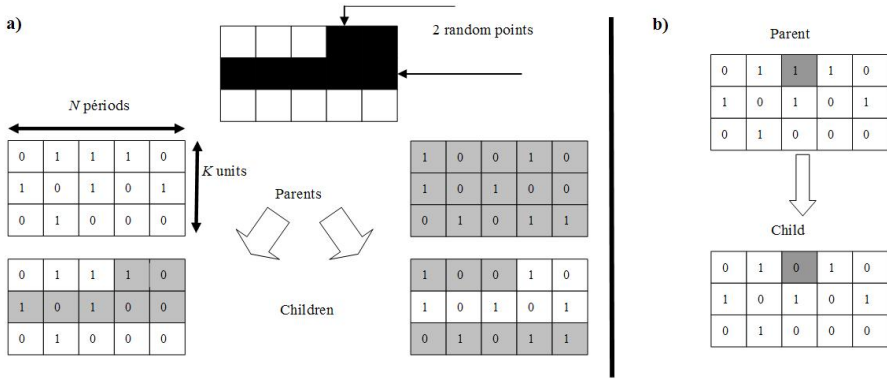 a)
2 random points
N périods
0 1 1 1 0
1 0 1 0 1
0 1 0 0 0
K units
Parents
1 0 0 1 0
1 0 1 0 0
0 1 0 1 1
0 1 1 1 0
1 0 1 0 0
0 1 0 0 0
Children
1 0 0 1 0
1 0 1 0 1
0 1 0 1 1
b)
Parent
0 1 1 1 0
1 0 1 0 1
0 1 0 0 0
Child
0 1 0 1 0
1 0 1 0 1
0 1 0 0 0